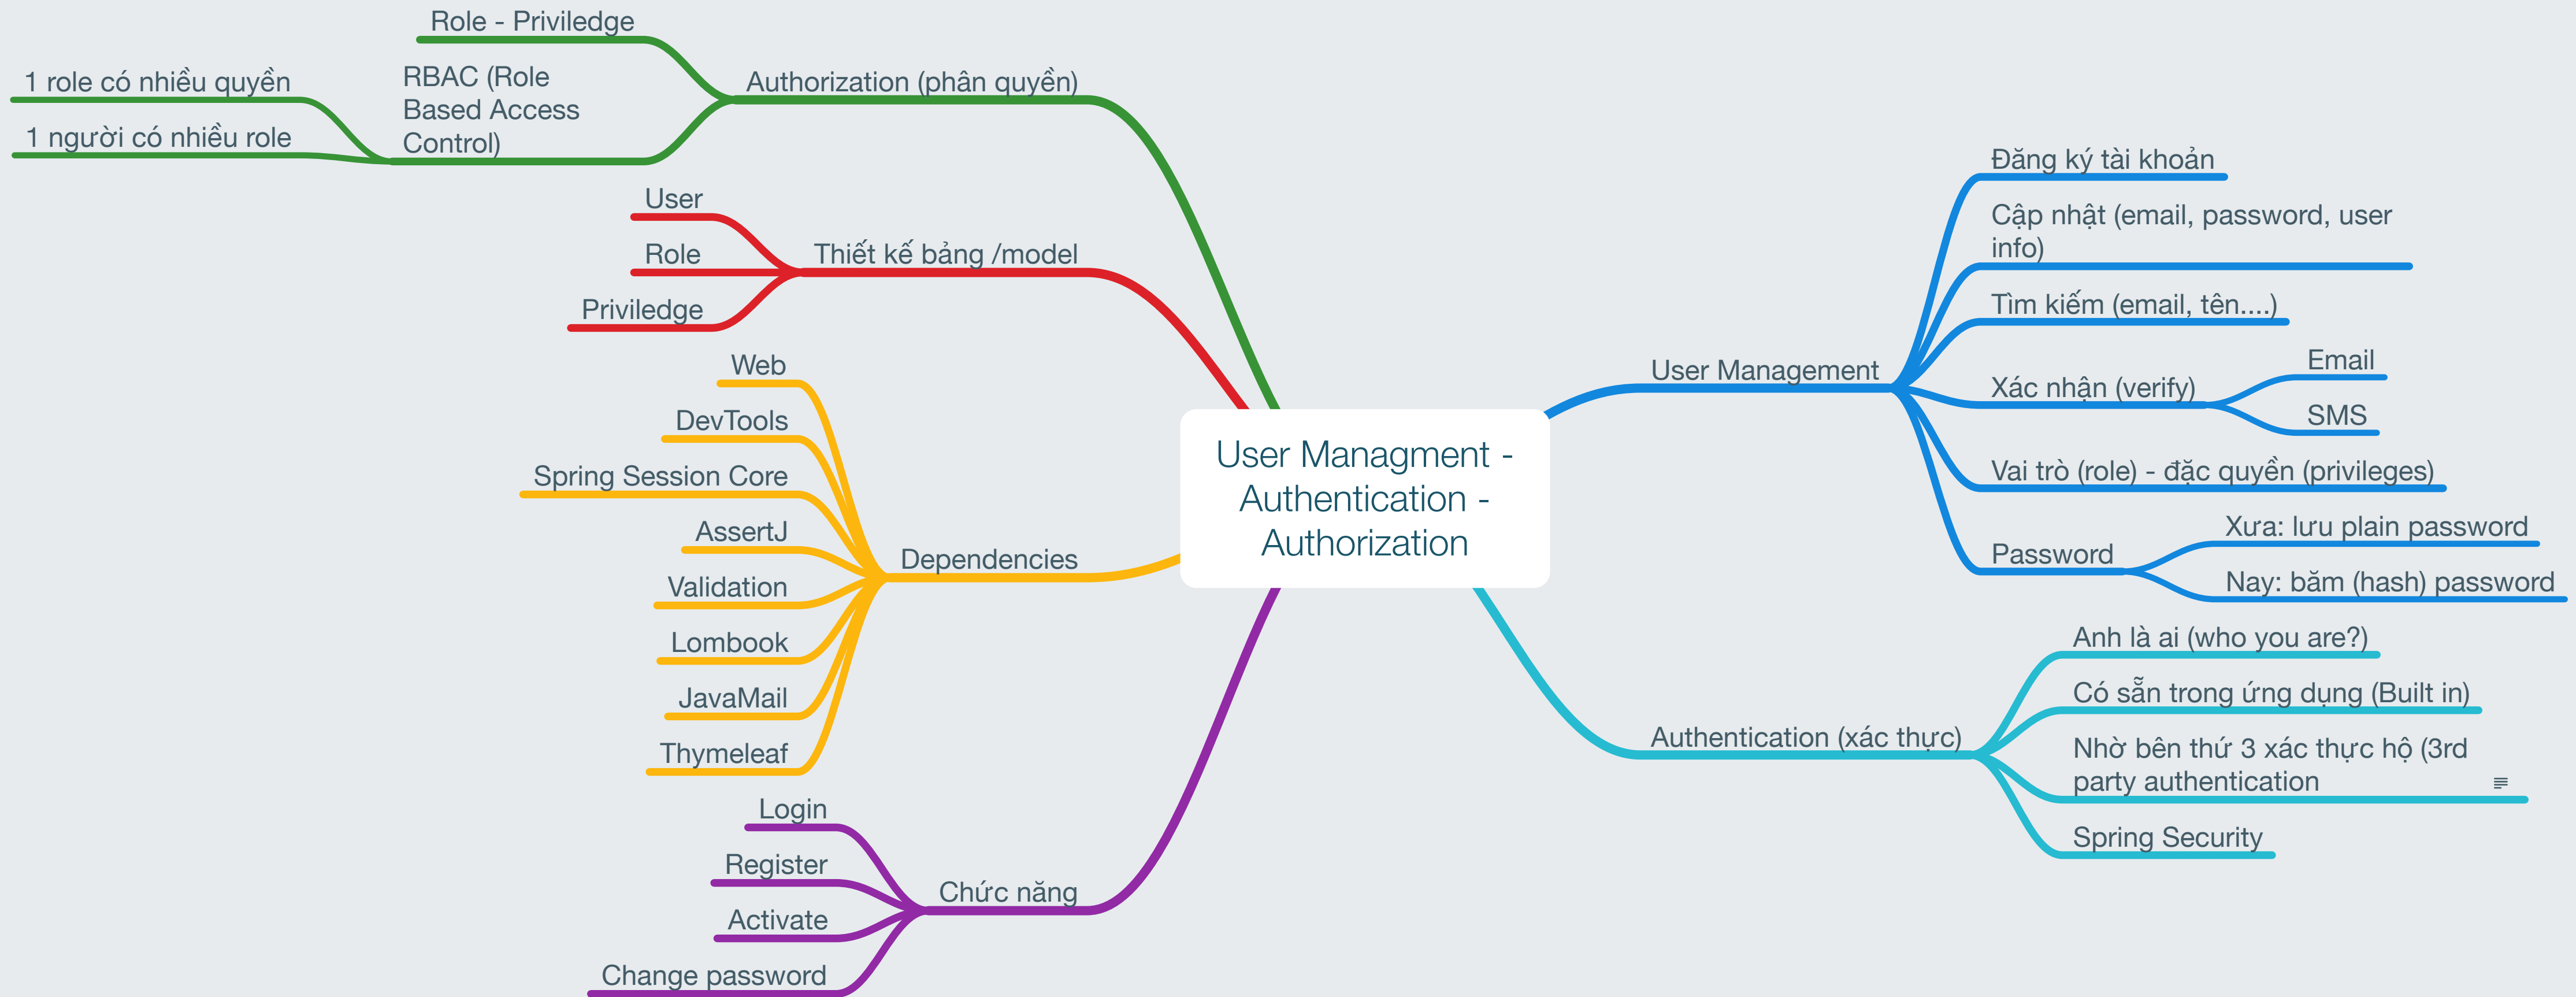 User Managment -
Authentication -
Authorization
User Management
Đăng ký tài khoản
Cập nhật (email, password, user
info)
Tìm kiếm (email, tên....)
Xác nhận (verify)
Email
SMS
Vai trò (role) - đặc quyền (privileges)
Password
Xưa: lưu plain password
Nay: băm (hash) password
Authentication (xác thực)
Anh là ai (who you are?)
Có sẵn trong ứng dụng (Built in)
Nhờ bên thứ 3 xác thực hộ (3rd
party authentication
Spring Security
Authorization (phân quyền)
Role - Priviledge
RBAC (Role
Based Access
Control)
1 role có nhiều quyền
1 người có nhiều role
Thiết kế bảng /model
User
Role
Priviledge
Dependencies
Web
DevTools
Spring Session Core
AssertJ
Validation
Lombook
JavaMail
Thymeleaf
Chức năng
Login
Register
Activate
Change password